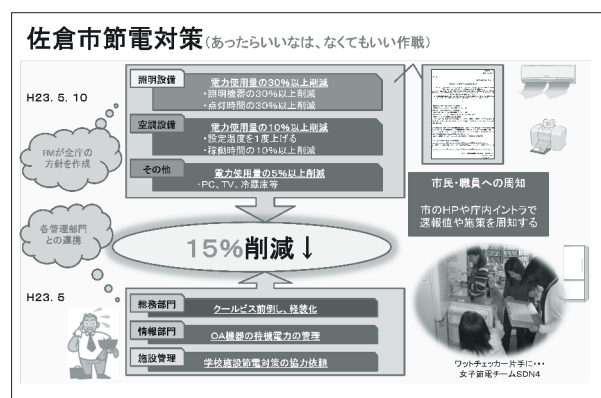 佐倉市節電対策(あったらいいなは、なくてもいい作戦)
H23. 5. 10
FMが全庁の
方針を作成
各管理部門
との連携
H23. 5
照明設備
電力使用量の30%以上削減
・照明機器の30%以上削減
・点灯時間の30%以上削減
空調設備
電力使用量の10%以上削減
・設定温度を1度上げる
・稼働時間の10%以上削減
その他
電力使用量の5%以上削減
・PC、TV、冷蔵庫等
15%削減↓
総務部門
クールビズ前倒し、軽装化
情報部門
OA機器の待機電力の管理
施設管理
学校施設節電対策の協力依頼
市民・職員への周知
市のHPや庁内イントラで
速報値や施策を周知する
ワットチェッカー片手に・・・
女子節電チームSDN4